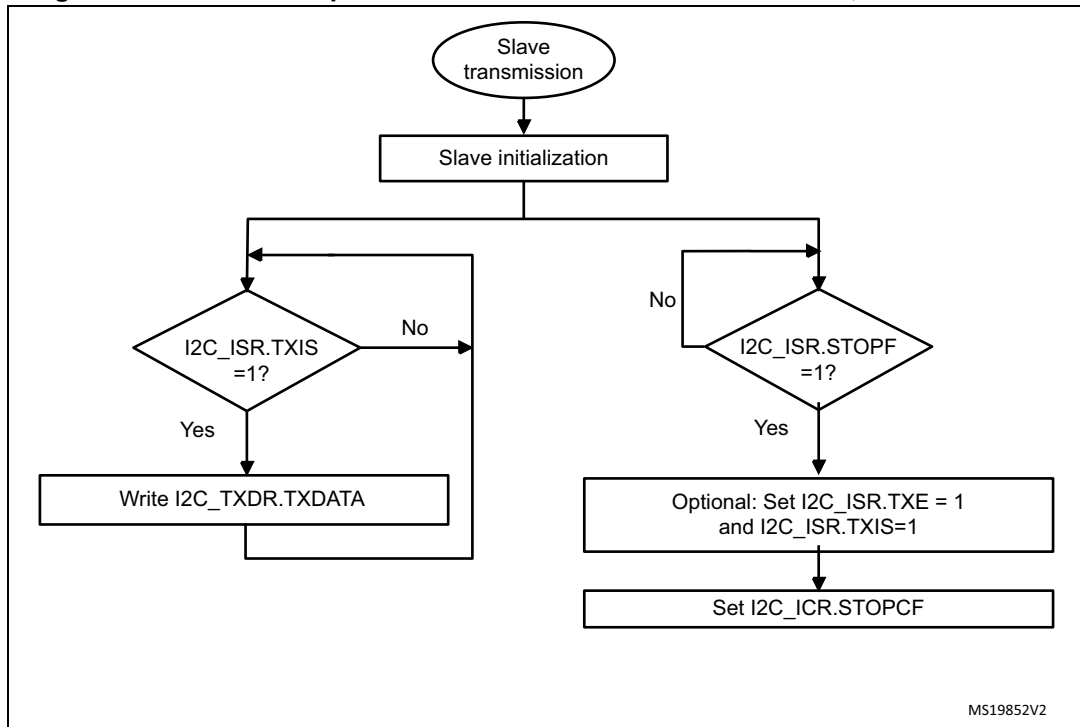 Slave
transmission
Slave initialization
I2C_ISR.TXIS
=1?
No
Yes
Write I2C_TXDR.TXDATA
No
I2C_ISR.STOPF
=1?
Yes
Optional: Set I2C_ISR.TXE = 1
and I2C_ISR.TXIS=1
Set I2C_ICR.STOPCF
MS19852V2